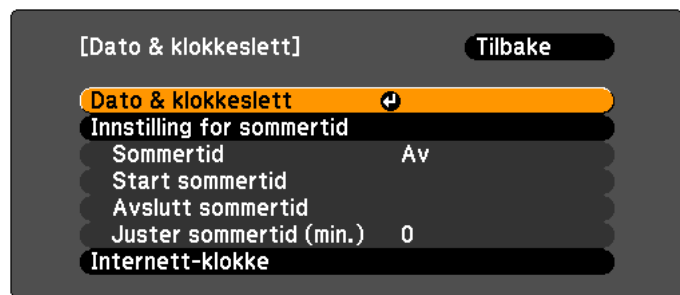 [Dato & klokkeslett] Tilbake
Dato & klokkeslett
Innstilling for sommertid
Sommertid Av
Start sommertid
Avslutt sommertid
Juster sommertid (min.) 0
Internett-klokke